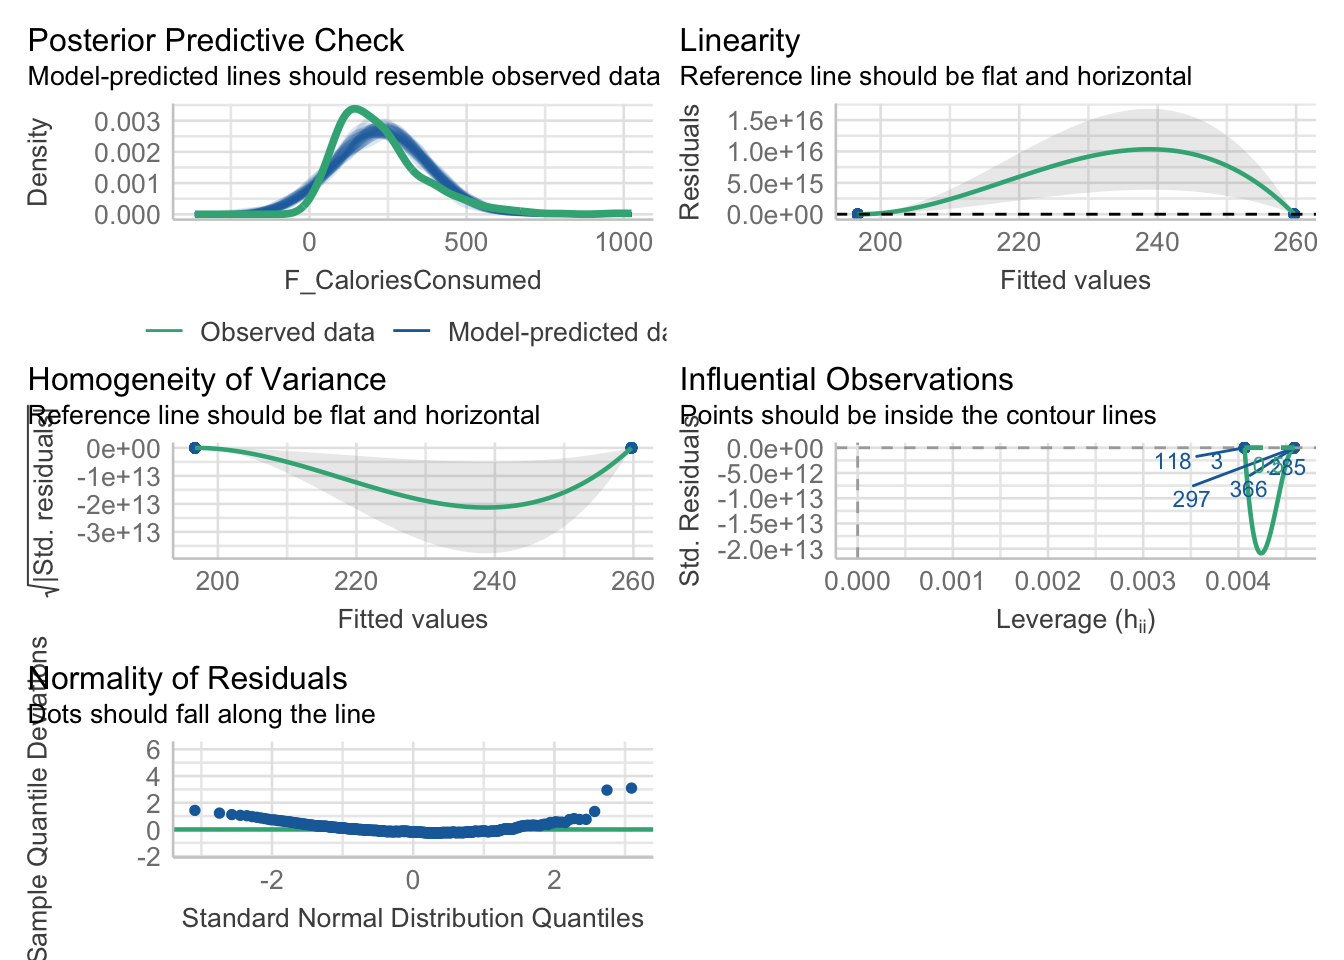 Posterior Predictive Check
Model-predicted lines should resemble observed data
Density
0.003
0.002
0.001
0.000
0 500 1000
F_CaloriesConsumed
Observed data Model-predicted da
Linearity
Reference line should be flat and horizontal
Residuals
1.5e+16
1.0e+16
5.0e+15
0.0e+00
200 220 240 260
Fitted values
Homogeneity of Variance
Reference line should be flat and horizontal
√|Std. residuals|
0e+00
-1e+13
-2e+13
-3e+13
200 220 240 260
Fitted values
Influential Observations
Points should be inside the contour lines
Std. Residuals
0.0e+00
-5.0e+12
-1.0e+13
-1.5e+13
-2.0e+13
118 3 285
297 366
0.000 0.001 0.002 0.003 0.004
Leverage (hii)
Normality of Residuals
Dots should fall along the line
Sample Quantile Deviations
6
4
2
0
-2
-2 0 2
Standard Normal Distribution Quantiles